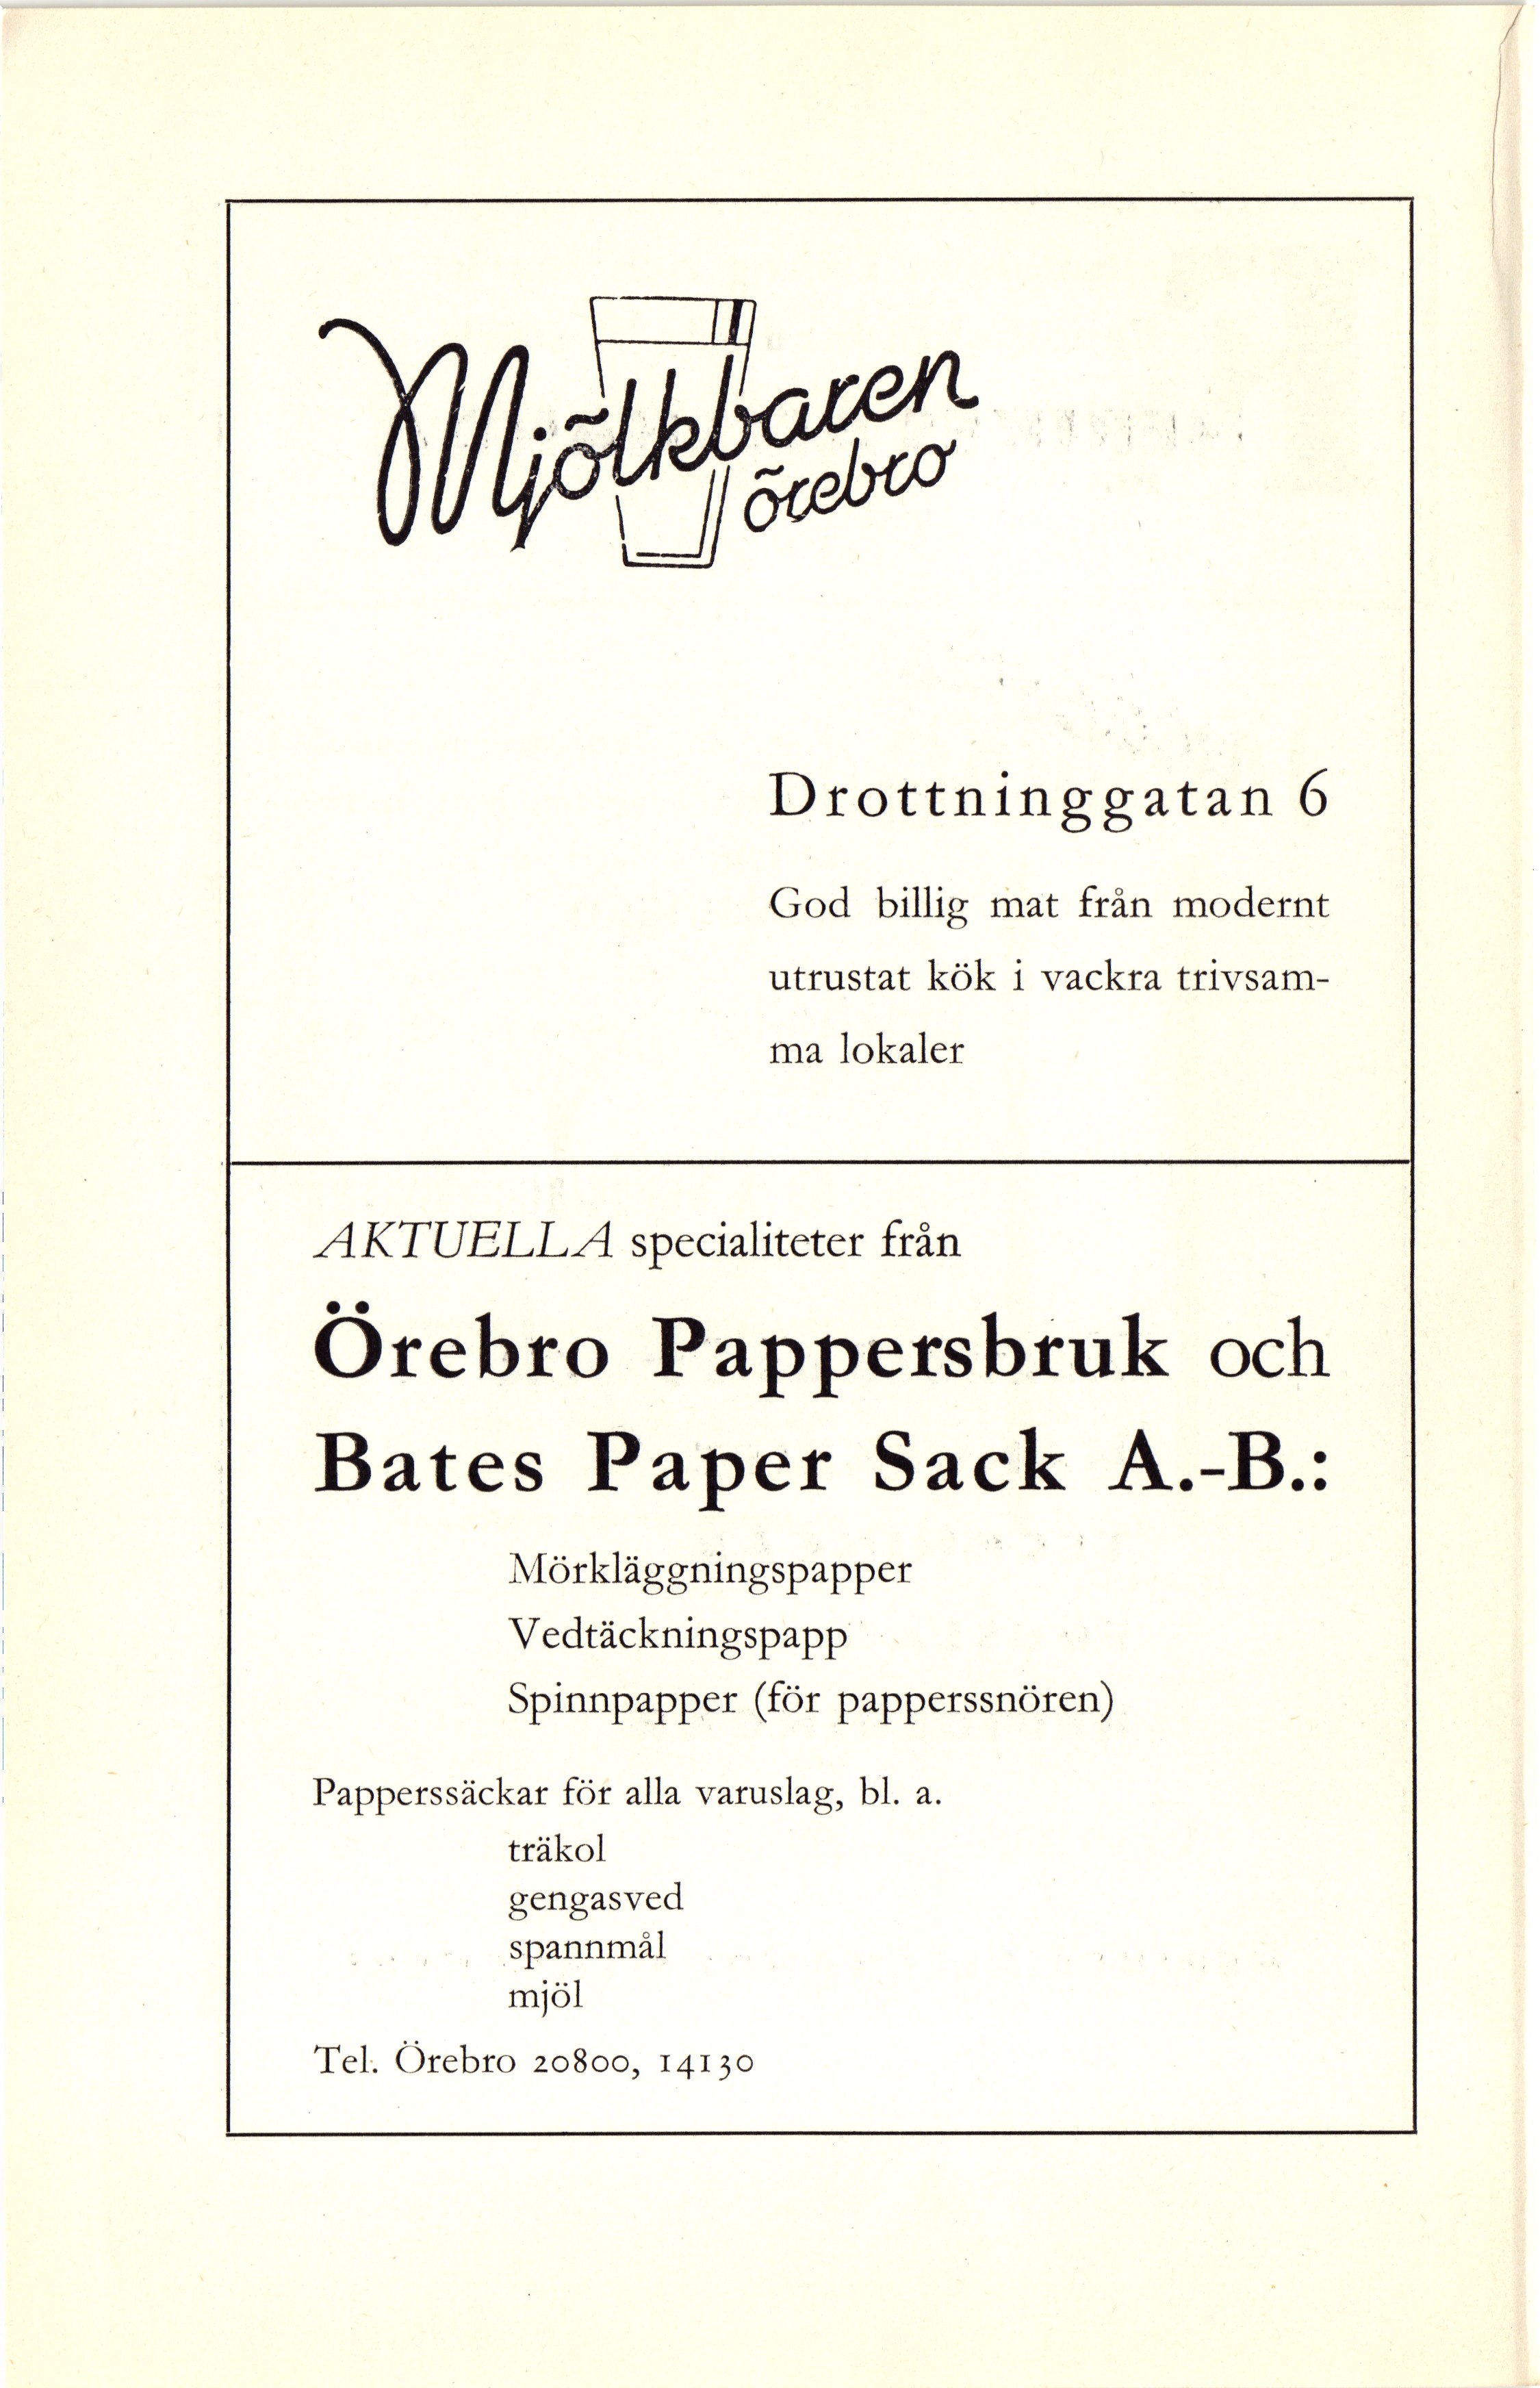 Mjölkbaren
örebro
Drottninggatan 6
God billig mat från modernt
utrustat kök i vackra trivsam-
ma lokaler
AKTUELLA specialiteter från
Örebro Pappersbruk och
Bates Paper Sack A.-B.:
Mörkläggningspapper
Vedtäckningspapp
Spinnpapper (för papperssnören)
Papperssäckar för alla varuslag, bl. a.
träkol
gengasved
spannmål
mjöl
Tel. Örebro 20800, 14130